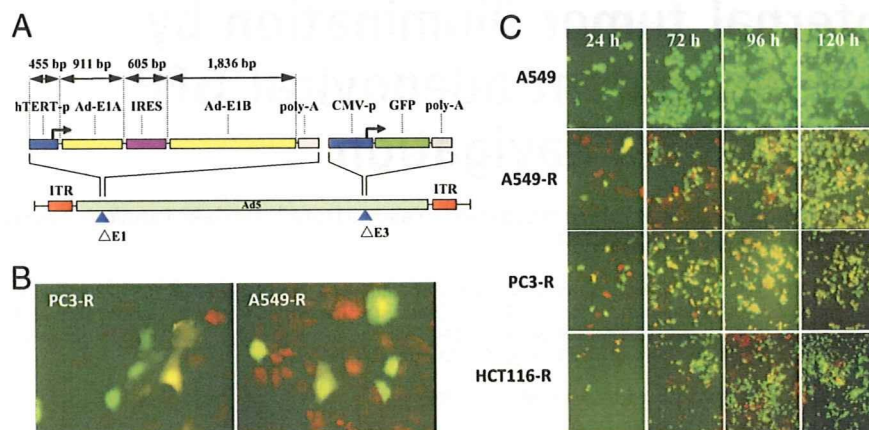 A
455 bp 911 bp 605 bp 1,836 bp
hTERT-p Ad-E1A IRES Ad-E1B poly-A CMV-p GFP poly-A
ITR Ad5 ITR
△E1 △E3
B
PC3-R A549-R
C
24 h 72 h 96 h 120 h
A549
A549-R
PC3-R
HCT116-R